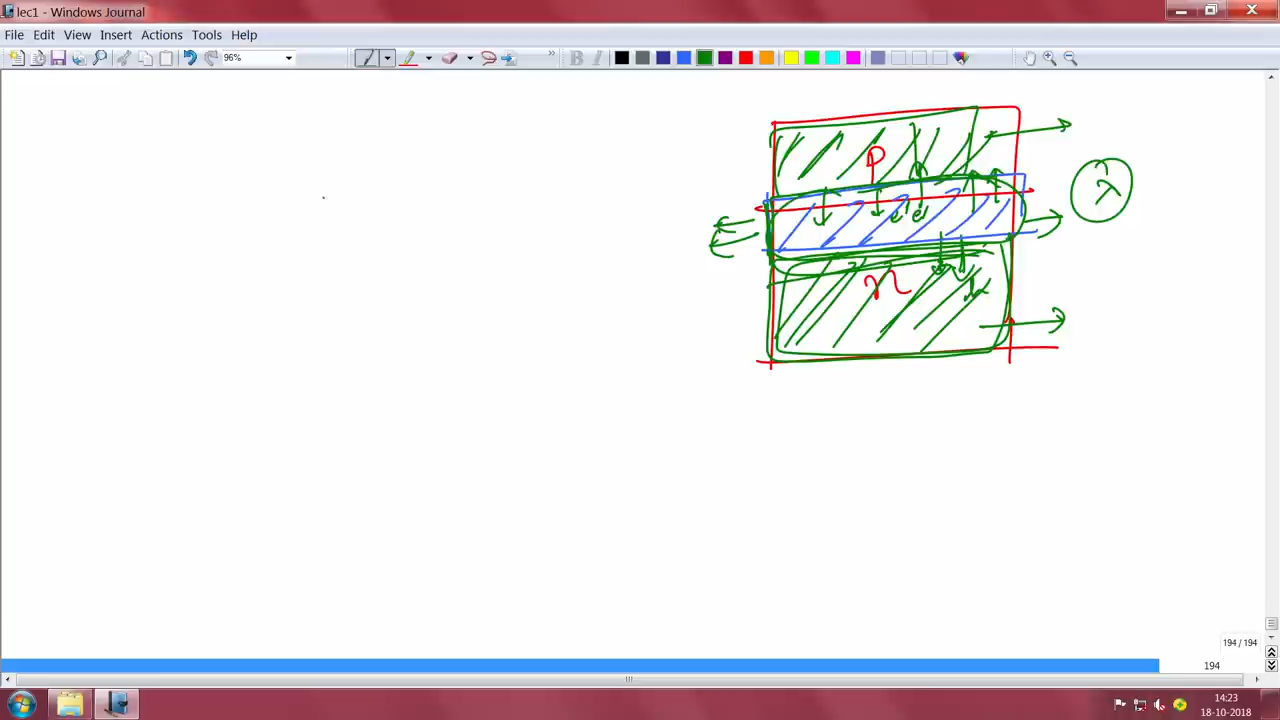 lec1 - Windows Journal
File Edit View Insert Actions Tools Help
96%
B I
P
e e
n
λ
194 / 194
194
14:23
18-10-2018